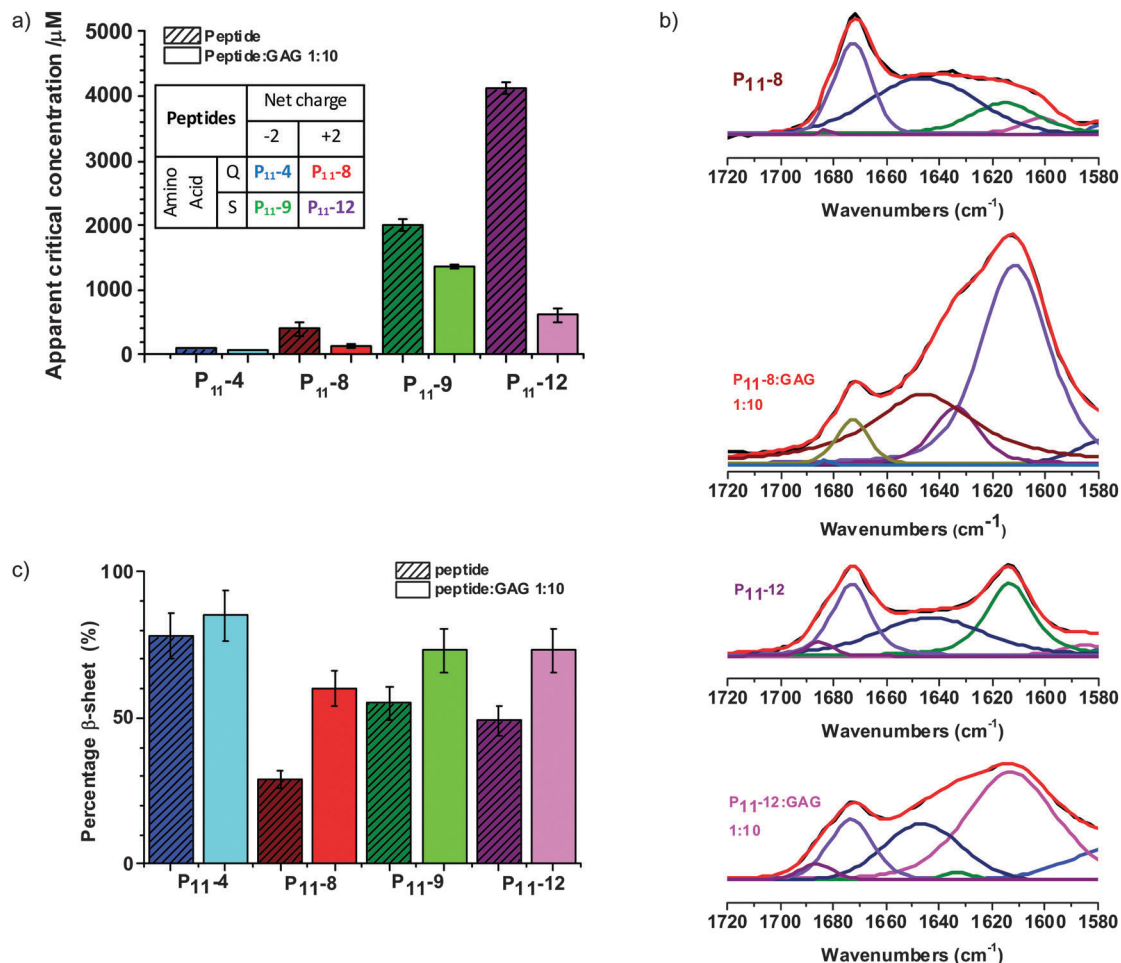 a)
Apparent critical concentration /μM
5000
4000
3000
2000
1000
0
Peptide
Peptide:GAG 1:10
Peptides
Net charge
-2 +2
Amino Acid
Q P₁₁-4 P₁₁-8
S P₁₁-9 P₁₁-12
P₁₁-4 P₁₁-8 P₁₁-9 P₁₁-12
b)
P₁₁-8
1720 1700 1680 1660 1640 1620 1600 1580
Wavenumbers (cm⁻¹)
P₁₁-8:GAG
1:10
1720 1700 1680 1660 1640 1620 1600 1580
Wavenumbers (cm⁻¹)
P₁₁-12
1720 1700 1680 1660 1640 1620 1600 1580
Wavenumbers (cm⁻¹)
P₁₁-12:GAG
1:10
1720 1700 1680 1660 1640 1620 1600 1580
Wavenumbers (cm⁻¹)
c)
Percentage β-sheet (%)
100
50
0
peptide
peptide:GAG 1:10
P₁₁-4 P₁₁-8 P₁₁-9 P₁₁-12